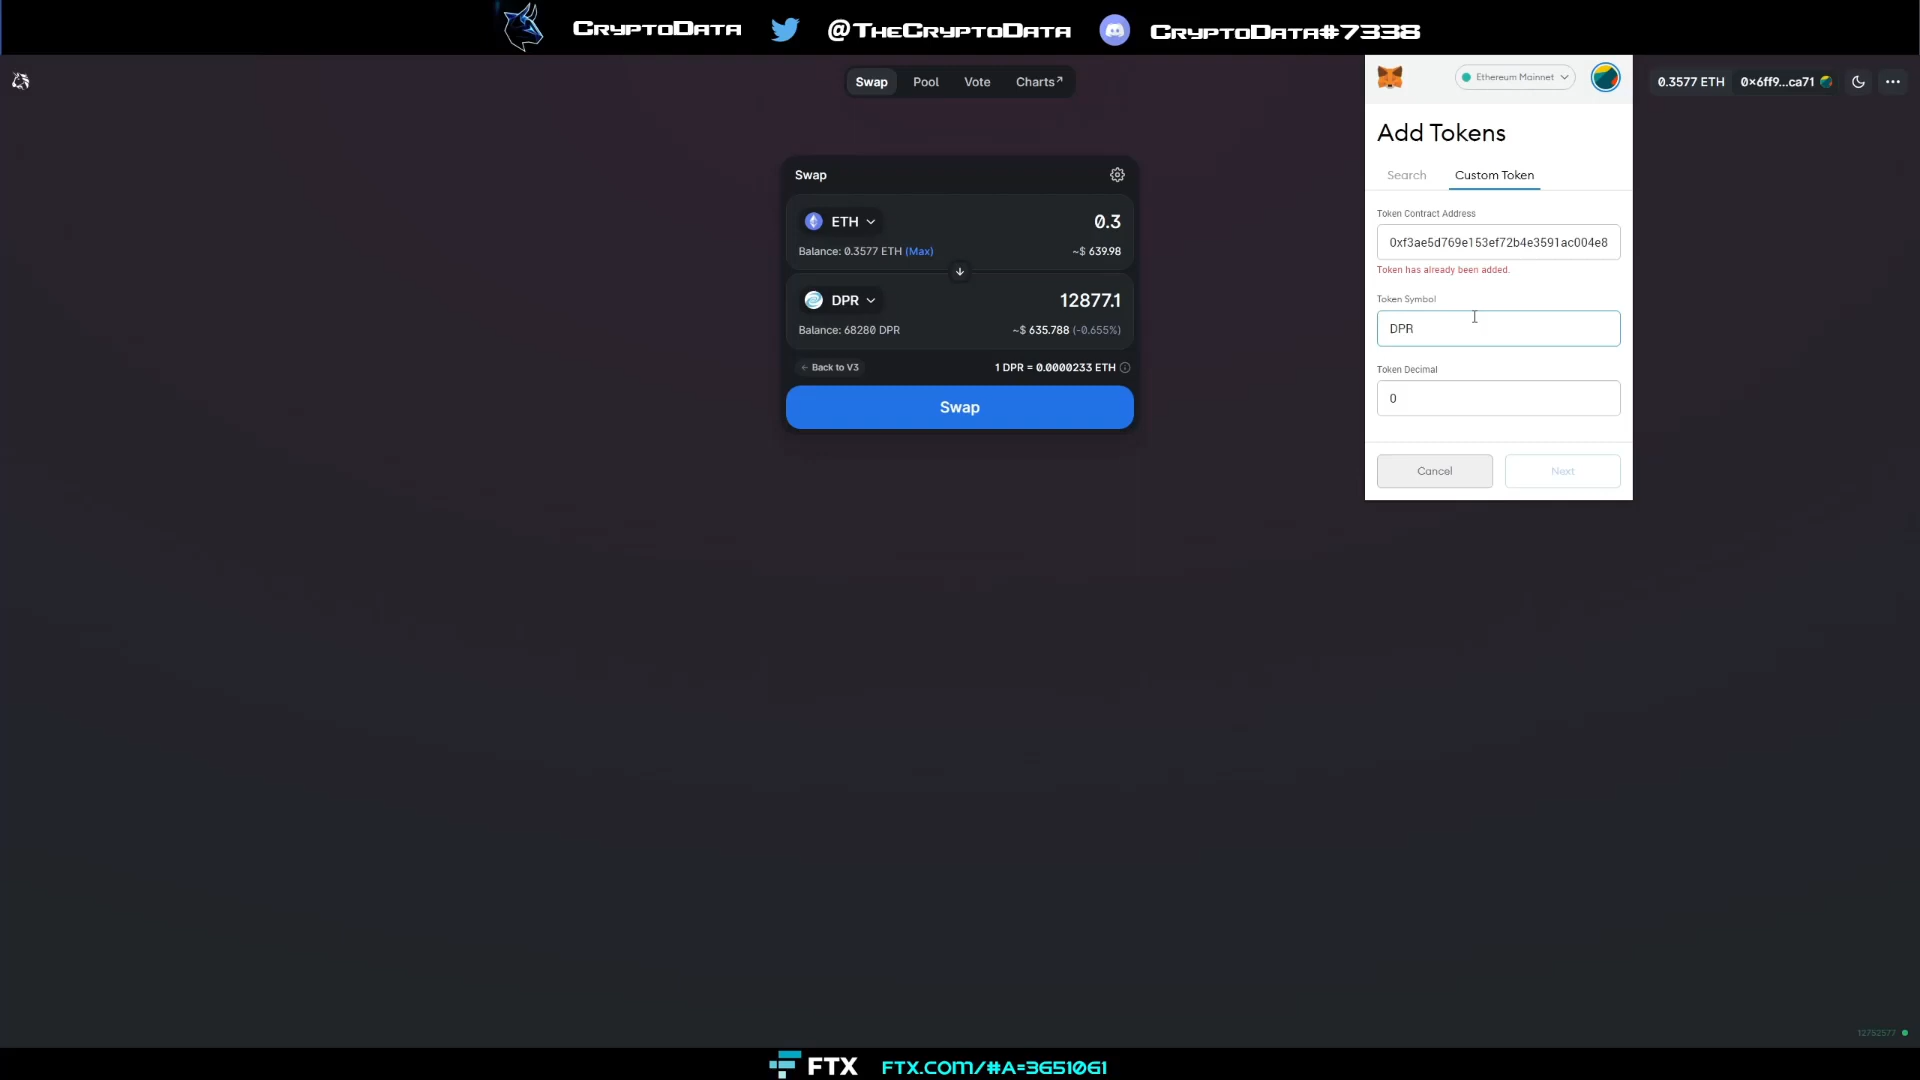 CryptoData @TheCryptoData CryptoData#7338
Swap Pool Vote Charts↗
Ethereum Mainnet
0.3577 ETH 0x6ff9...ca71
Add Tokens
Search Custom Token
Swap
Token Contract Address
ETH 0.3
0xf3ae5d769e153ef72b4e3591ac004e8
Balance: 0.3577 ETH (Max) ~$ 639.98
Token has already been added.
DPR 12877.1
Token Symbol
DPR
Balance: 68280 DPR ~$ 635.788 (-0.655%)
← Back to V3 1 DPR = 0.0000233 ETH
Token Decimal
0
Swap
Cancel Next
12752577
FTX FTX.com/#a=3651061